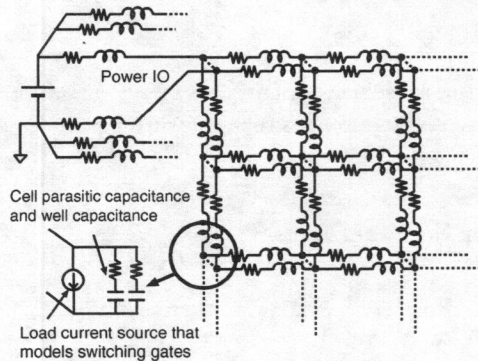 Power IO
Cell parasitic capacitance
and well capacitance
Load current source that
models switching gates